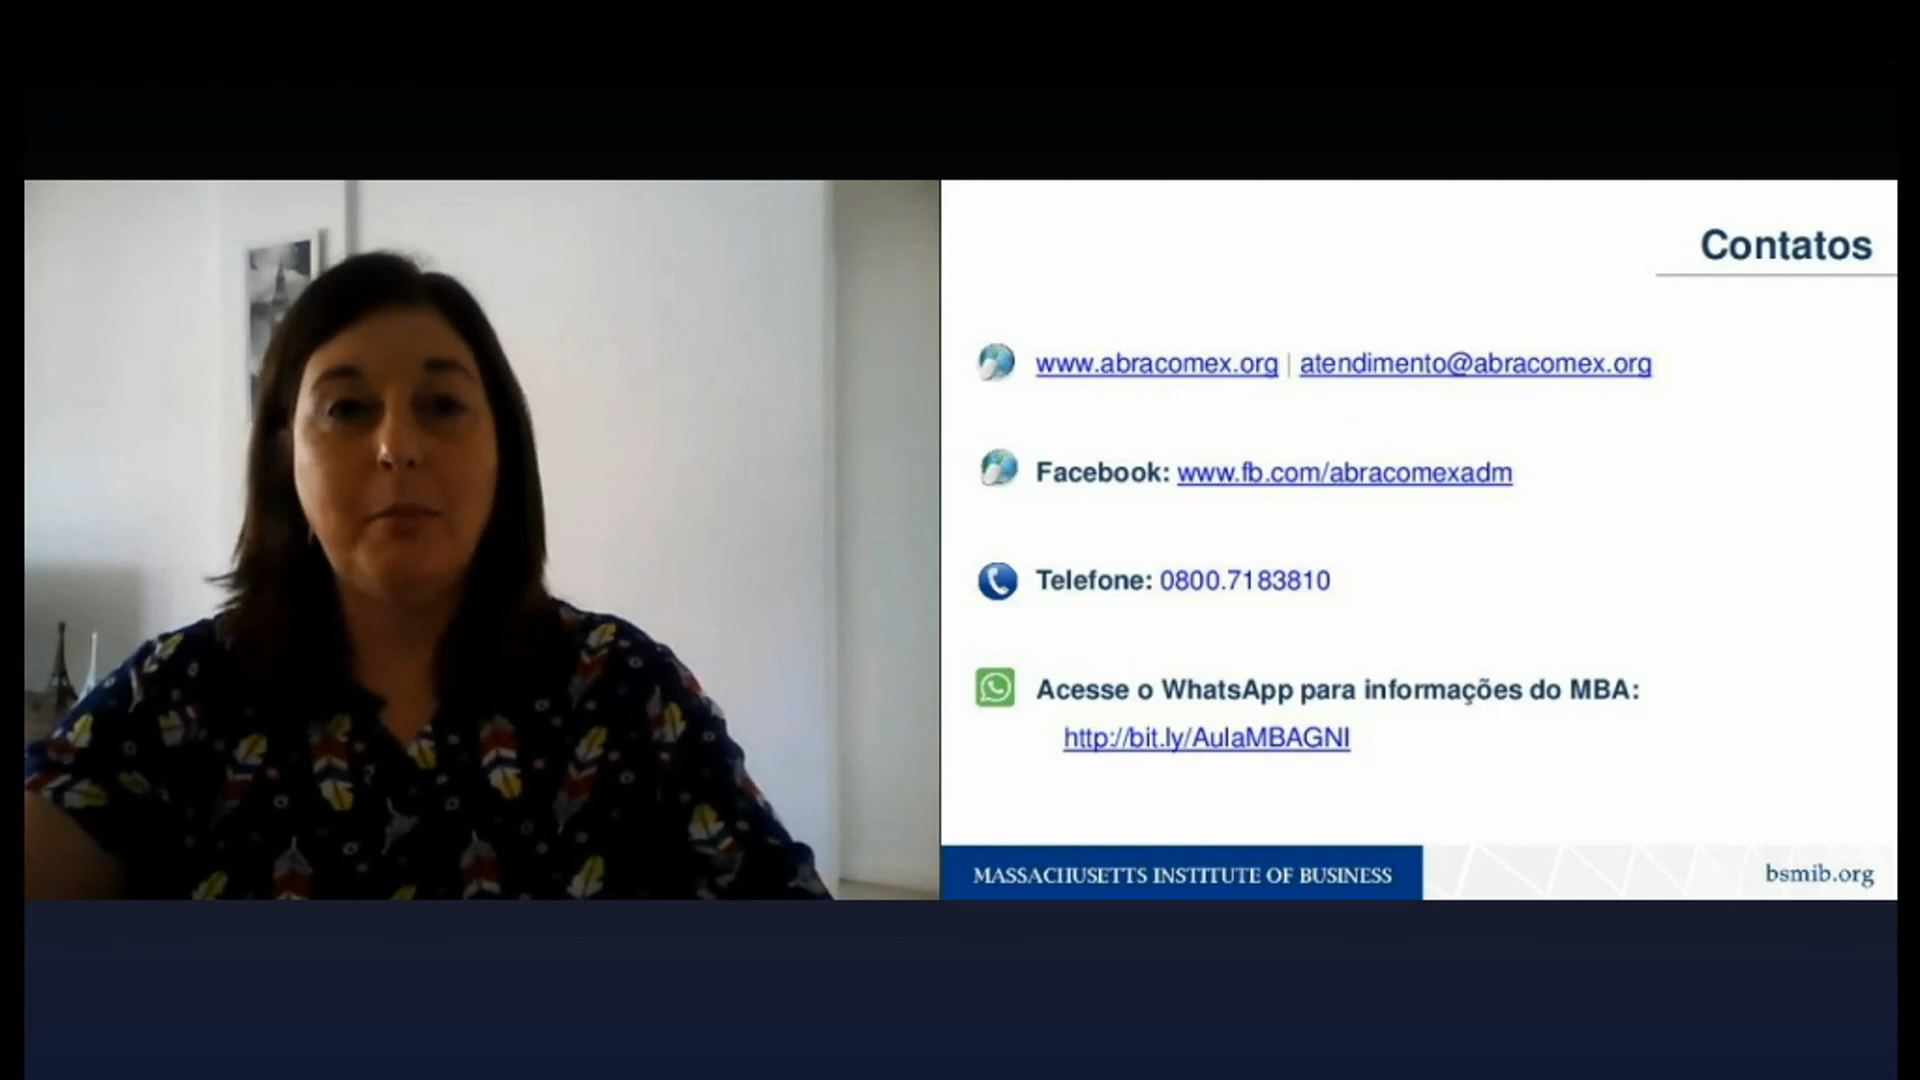 Contatos
www.abracomex.org | atendimento@abracomex.org
Facebook: www.fb.com/abracomexadm
Telefone: 0800.7183810
Acesse o WhatsApp para informações do MBA:
http://bit.ly/AulaMBAGNI
MASSACHUSETTS INSTITUTE OF BUSINESS
bsmib.org